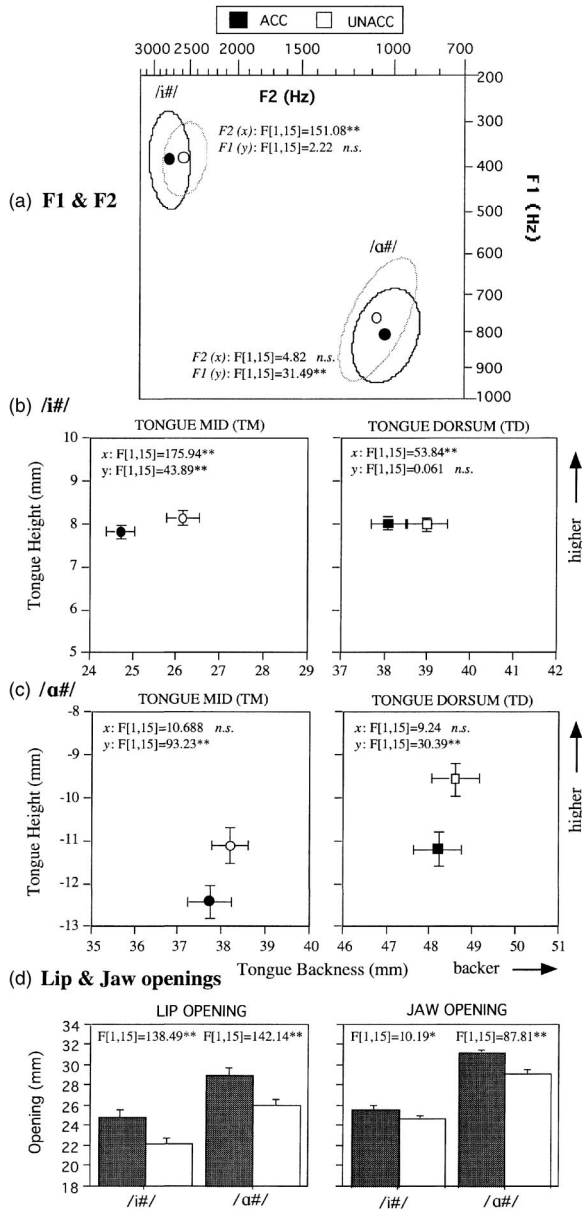 ACC UNACC
3000 2500 2000 1500 1000 700
F2 (Hz)
/i#/
F2 (x): F[1,15]=151.08**
F1 (y): F[1,15]=2.22 n.s.
(a) F1 & F2
/ɑ#/
F2 (x): F[1,15]=4.82 n.s.
F1 (y): F[1,15]=31.49**
200
300
400
500
600
700
800
900
1000
F1 (Hz)
(b) /i#/
TONGUE MID (TM) TONGUE DORSUM (TD)
x: F[1,15]=175.94**
y: F[1,15]=43.89**
x: F[1,15]=53.84**
y: F[1,15]=0.061 n.s.
Tongue Height (mm)
10
9
8
7
6
5
24 25 26 27 28 29
37 38 39 40 41 42
higher
(c) /ɑ#/
TONGUE MID (TM) TONGUE DORSUM (TD)
x: F[1,15]=10.688 n.s.
y: F[1,15]=93.23**
x: F[1,15]=9.24 n.s.
y: F[1,15]=30.39**
Tongue Height (mm)
-8
-9
-10
-11
-12
-13
35 36 37 38 39 40
46 47 48 49 50 51
higher
Tongue Backness (mm) backer
(d) Lip & Jaw openings
LIP OPENING JAW OPENING
F[1,15]=138.49** F[1,15]=142.14**
F[1,15]=10.19* F[1,15]=87.81**
Opening (mm)
34
32
30
28
26
24
22
20
18
/i#/ /ɑ#/
/i#/ /ɑ#/